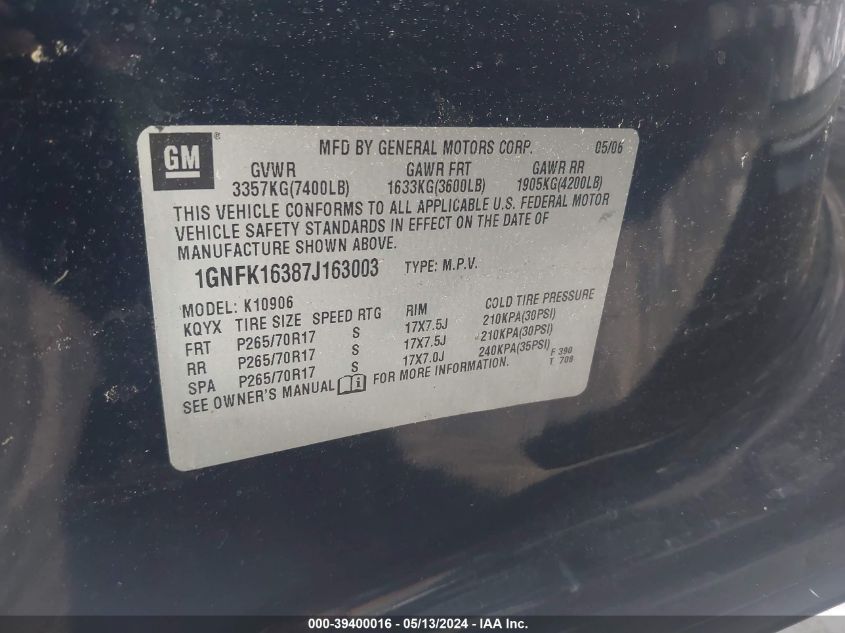 GM® MFD BY GENERAL MOTORS CORP. 05/06
GVWR GAWR FRT GAWR RR
3357KG(7400LB) 1633KG(3600LB) 1905KG(4200LB)
THIS VEHICLE CONFORMS TO ALL APPLICABLE U.S. FEDERAL MOTOR
VEHICLE SAFETY STANDARDS IN EFFECT ON THE DATE OF
MANUFACTURE SHOWN ABOVE.
1GNFK16387J163003 TYPE: M.P.V.
MODEL: K10906
KQYX TIRE SIZE SPEED RTG RIM COLD TIRE PRESSURE
FRT P265/70R17 S 17X7.5J 210KPA(30PSI)
RR P265/70R17 S 17X7.5J 210KPA(30PSI)
SPA P265/70R17 S 17X7.0J 240KPA(35PSI)
SEE OWNER'S MANUAL FOR MORE INFORMATION.
F 390
T 708
000-39400016 - 05/13/2024 - IAA Inc.